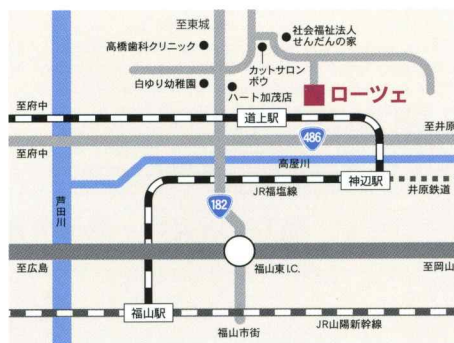 至東城
社会福祉法人
せんだんの家
高橋歯科クリニック
カットサロン
ボウ
白ゆり幼稚園
ハート加茂店
ローツェ
至府中
道上駅
486
至井原
至府中
高屋川
芦田川
JR福塩線
神辺駅
井原鉄道
182
至広島
福山東I.C.
至岡山
福山駅
福山市街
JR山陽新幹線